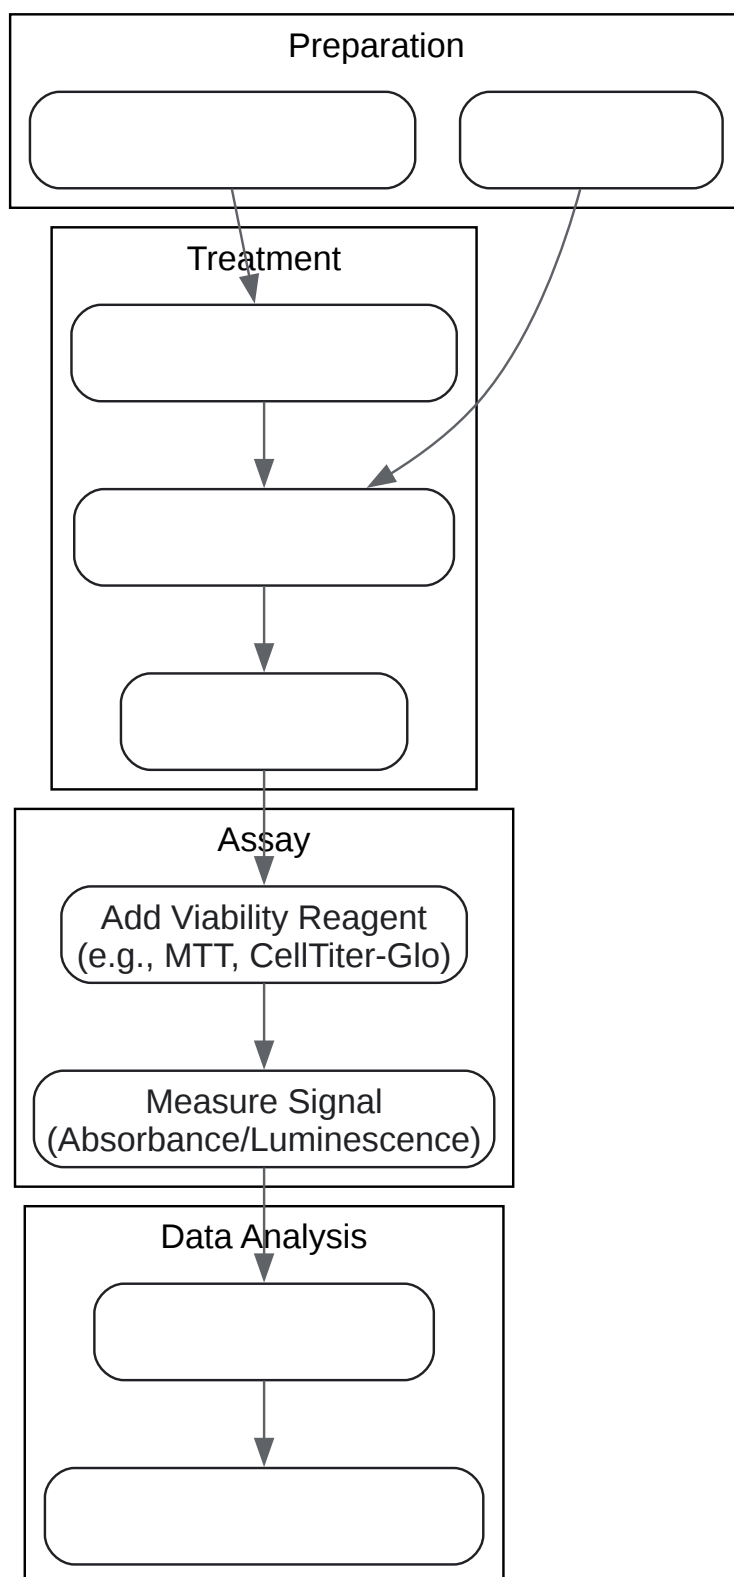 Preparation
Treatment
Assay
Add Viability Reagent
(e.g., MTT, CellTiter-Glo)
Measure Signal
(Absorbance/Luminescence)
Data Analysis